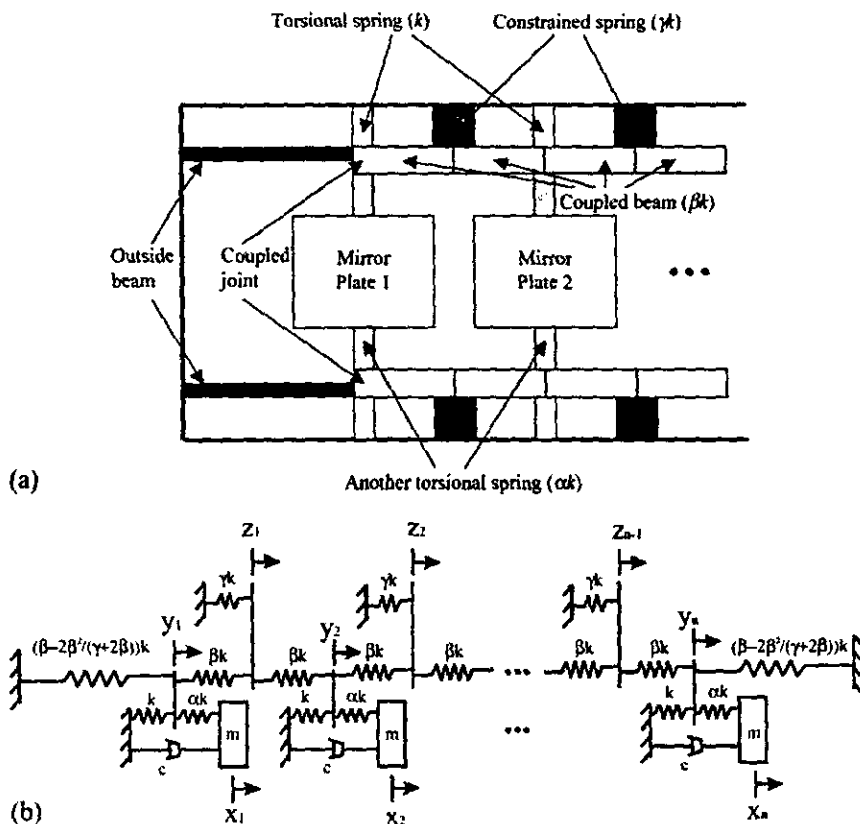 Torsional spring (k)
Constrained spring (γk)
Coupled beam (βk)
Outside beam
Coupled joint
Mirror Plate 1
Mirror Plate 2
•••
Another torsional spring (αk)
(a)
z₁
z₂
zₙ₋₁
γk
γk
γk
(β−2β²/(γ+2β))k
y₁
βk
βk
y₂
βk
βk
•••
βk
βk
yₙ
(β−2β²/(γ+2β))k
k
αk
m
c
k
αk
m
c
•••
k
αk
m
c
x₁
x₂
xₙ
(b)